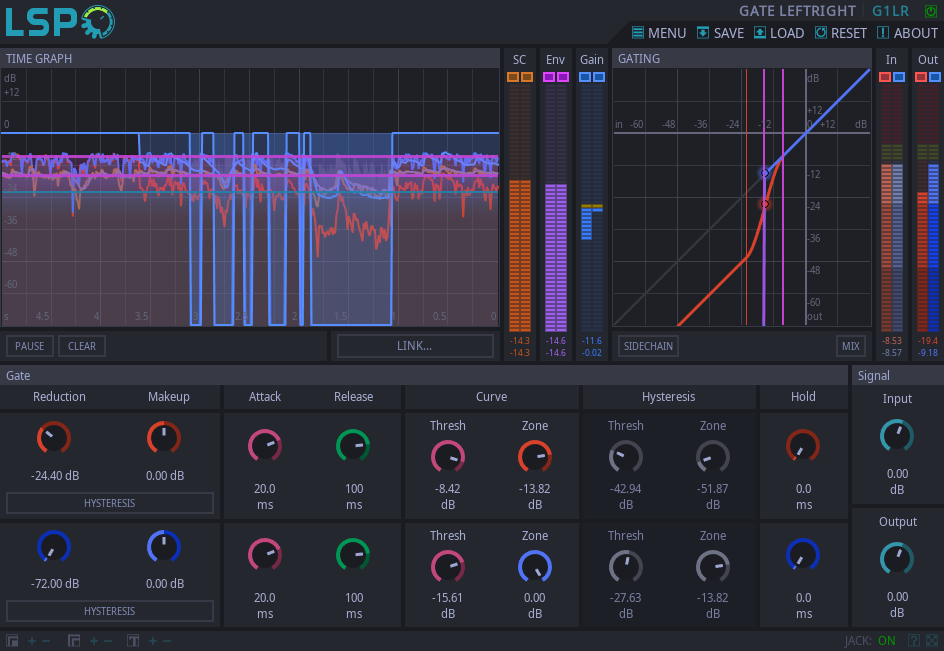 LSP
GATE LEFTRIGHT G1LR
MENU SAVE LOAD RESET ABOUT
TIME GRAPH SC Env Gain GATING In Out
dB
+12
0
-24
-36
-48
-60
s 4.5 4 3.5 3 1.5 1 0.5 0
dB
+12
in -60 -48 -36 -24 -12 0 +12 dB
-12
-24
-36
-48
-60
out
-14.3 -14.6 -11.6 -8.53 -19.4
-14.3 -14.6 -0.02 -8.57 -9.18
PAUSE CLEAR LINK... SIDECHAIN MIX
Gate Signal
Reduction Makeup Attack Release Curve Hysteresis Hold Input
Thresh Zone Thresh Zone
-24.40 dB 0.00 dB 20.0 ms 100 ms -8.42 dB -13.82 dB -42.94 dB -51.87 dB 0.0 ms 0.00 dB
HYSTERESIS
Output
Thresh Zone Thresh Zone
-72.00 dB 0.00 dB 20.0 ms 100 ms -15.61 dB 0.00 dB -27.63 dB -13.82 dB 0.0 ms 0.00 dB
HYSTERESIS
JACK: ON